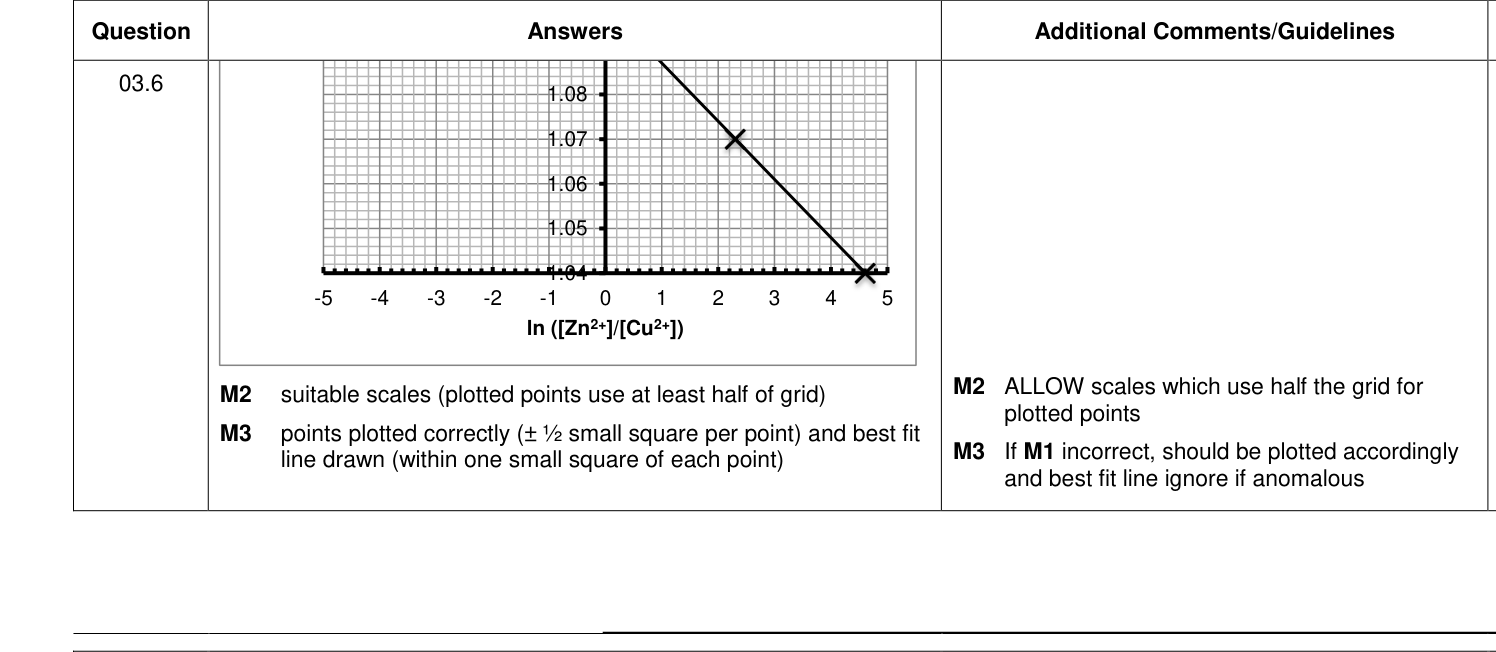 Question Answers Additional Comments/Guidelines
03.6
1.08
1.07
1.06
1.05
1.04
-5 -4 -3 -2 -1 0 1 2 3 4 5
ln ([Zn²⁺]/[Cu²⁺])
M2 suitable scales (plotted points use at least half of grid)
M3 points plotted correctly (± ½ small square per point) and best fit
line drawn (within one small square of each point)
M2 ALLOW scales which use half the grid for
plotted points
M3 If M1 incorrect, should be plotted accordingly
and best fit line ignore if anomalous